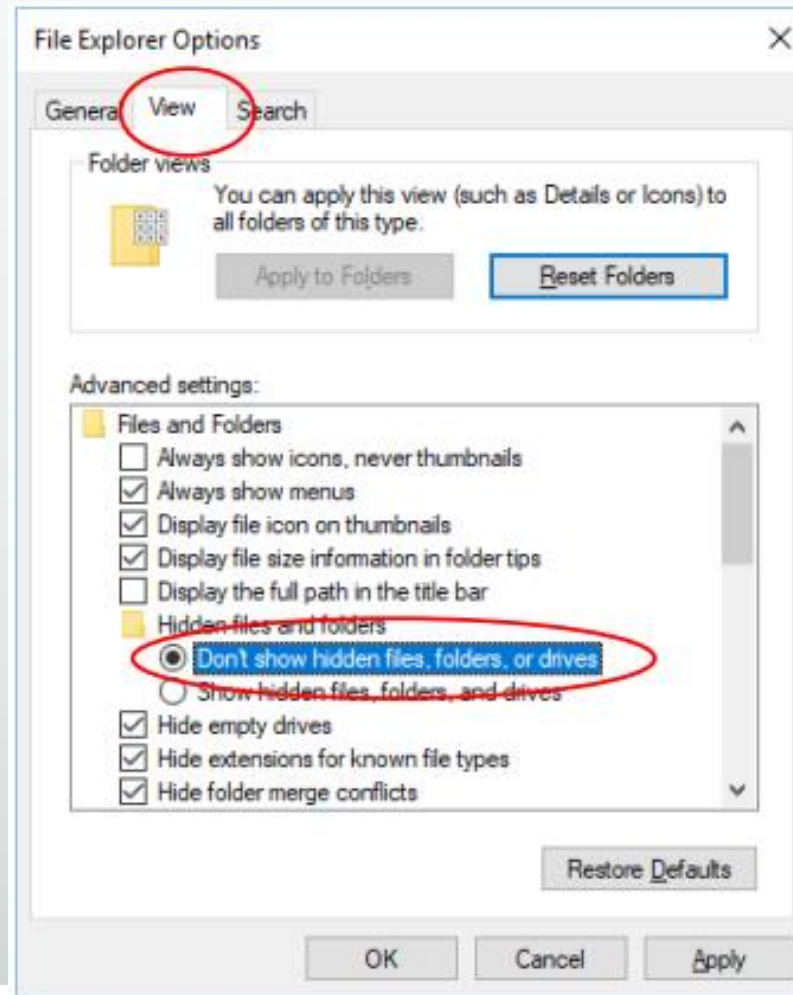 File Explorer Options
General View Search
Folder views
You can apply this view (such as Details or Icons) to
all folders of this type.
Apply to Folders Reset Folders
Advanced settings:
Files and Folders
Always show icons, never thumbnails
Always show menus
Display file icon on thumbnails
Display file size information in folder tips
Display the full path in the title bar
Hidden files and folders
Don't show hidden files, folders, or drives
Show hidden files, folders, and drives
Hide empty drives
Hide extensions for known file types
Hide folder merge conflicts
Restore Defaults
OK Cancel Apply